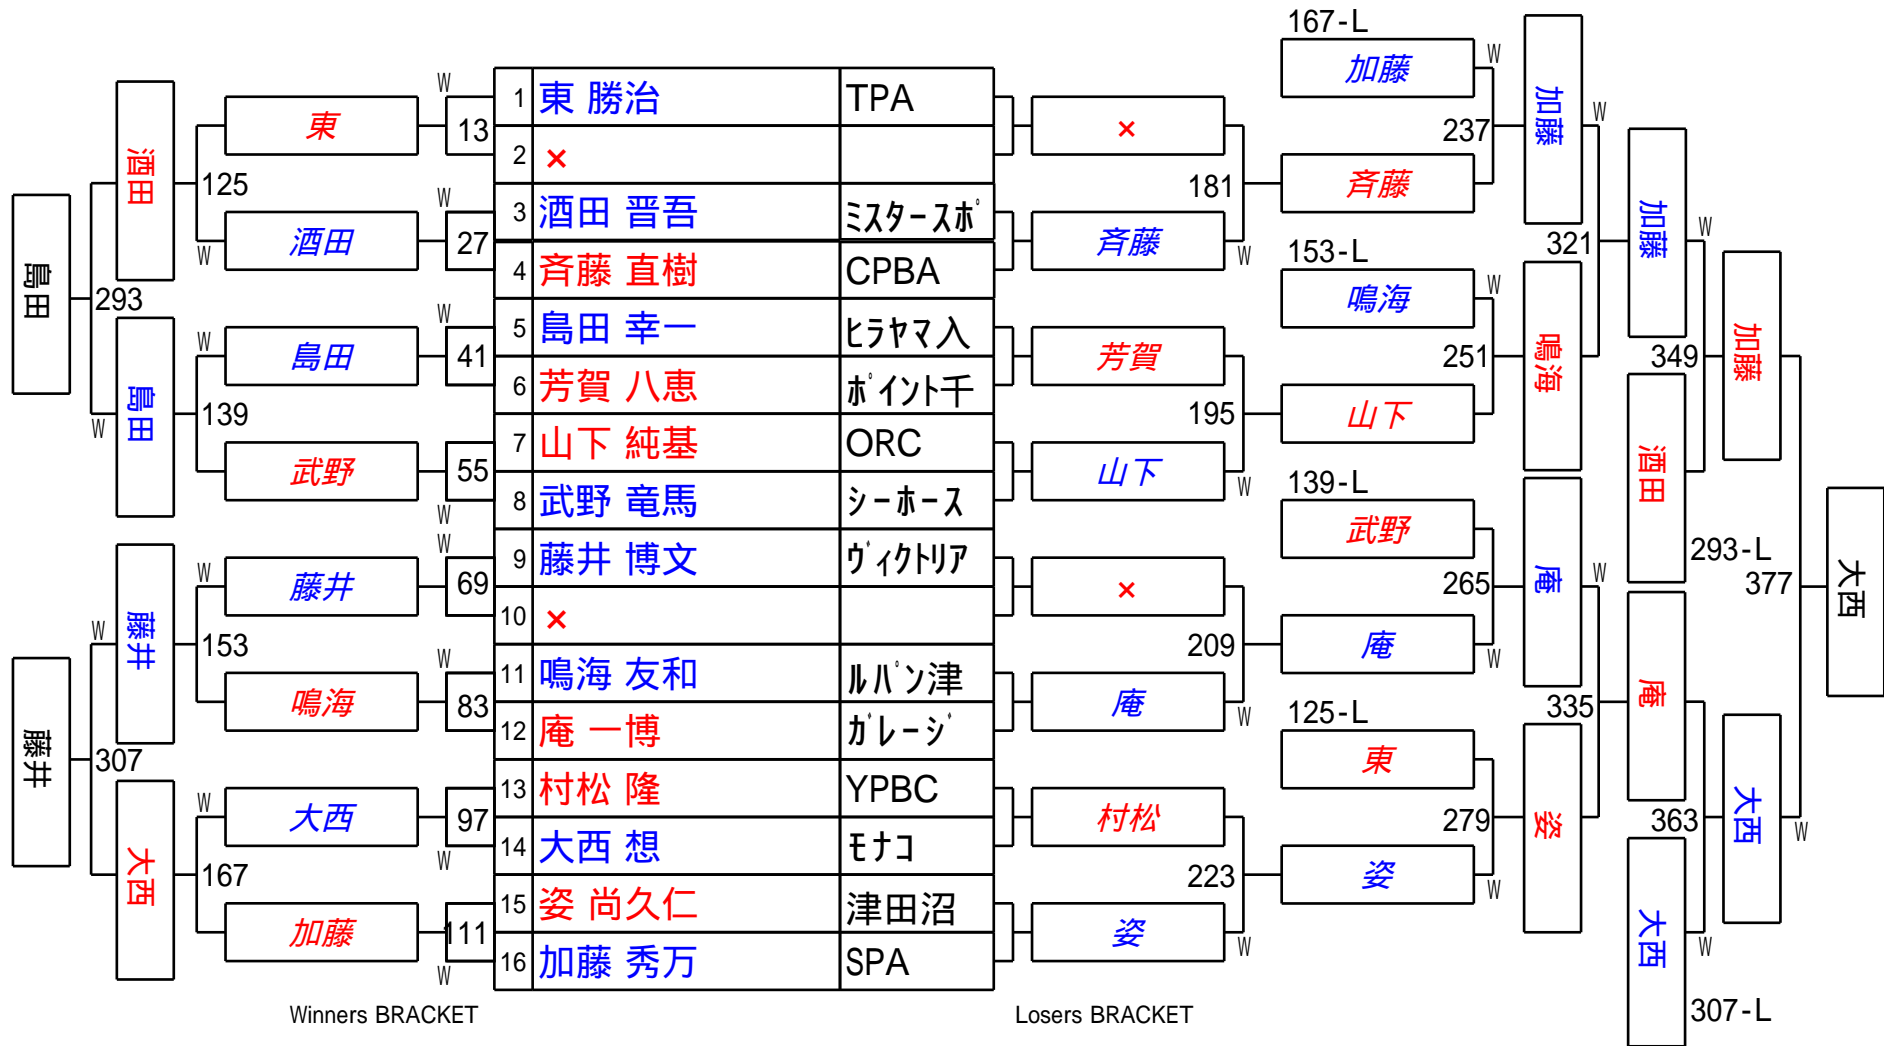 167-L
加藤 W
W
1 東 勝治 TPA
東 13 × 237 加藤 W
2 ×
酒田 125 181 斉藤 加藤 W
W
3 酒田 晋吾 ミスタースポ
W 酒田 27 斉藤 W 321
4 斉藤 直樹 CPBA
153-L
島田 293 鳴海 W 加藤
W
5 島田 幸一 ヒラヤマ入
W 島田 41 芳賀 251 鳴海 349
6 芳賀 八恵 ポイント千
W 島田 139 195 山下 酒田
7 山下 純基 ORC
武野 55 山下 W
8 武野 竜馬 シーホース
W
139-L
武野
293-L
W
9 藤井 博文 ヴィクトリア
W 藤井 69 × 265 庵 W 377 大西
10 ×
W 藤井 153 209 庵 W 庵
W
11 鳴海 友和 ルパン津
鳴海 83 庵 W 335
12 庵 一博 ガレージ
125-L
藤井 307 東
13 村松 隆 YPBC
W 大西 97 村松 279 姿 363 大西 W
14 大西 想 モナコ
W
大西 167 223 姿 W 大西 W
15 姿 尚久仁 津田沼
加藤 111 姿 W
16 加藤 秀万 SPA
W
307-L
Winners BRACKET Losers BRACKET